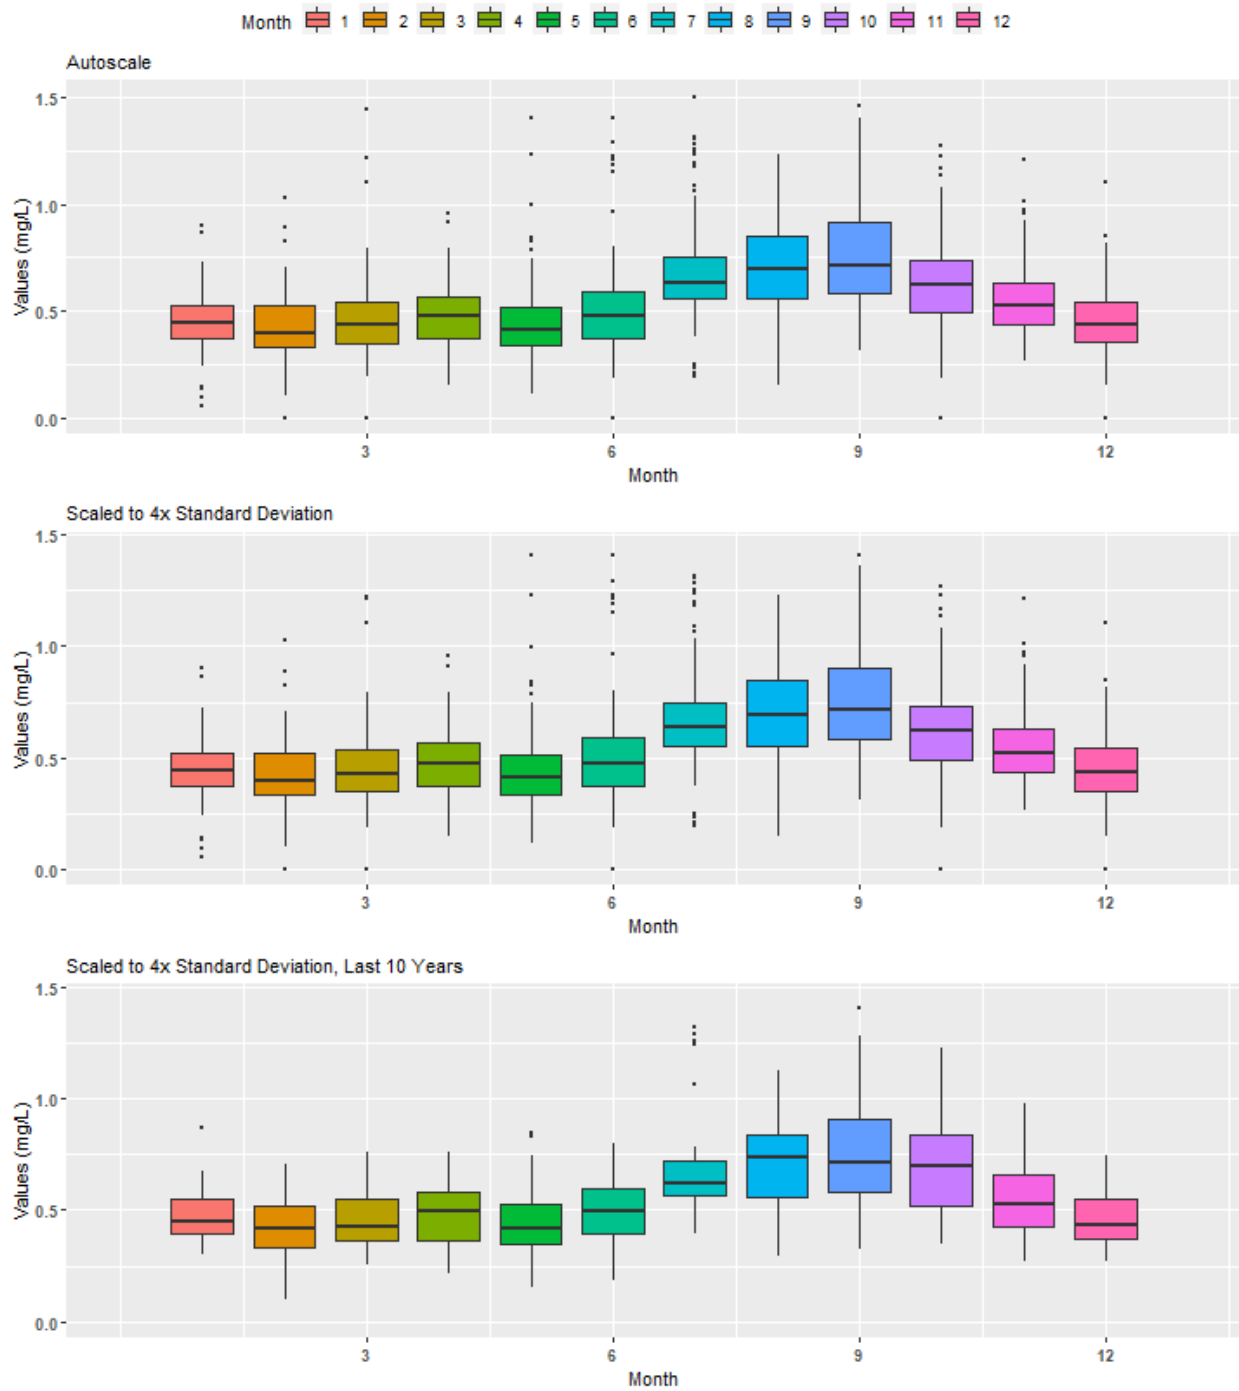 Month 1 2 3 4 5 6 7 8 9 10 11 12
Autoscale
Values (mg/L)
1.5
1.0
0.5
0.0
3 6 9 12
Month
Scaled to 4x Standard Deviation
Values (mg/L)
1.5
1.0
0.5
0.0
3 6 9 12
Month
Scaled to 4x Standard Deviation, Last 10 Years
Values (mg/L)
1.5
1.0
0.5
0.0
3 6 9 12
Month